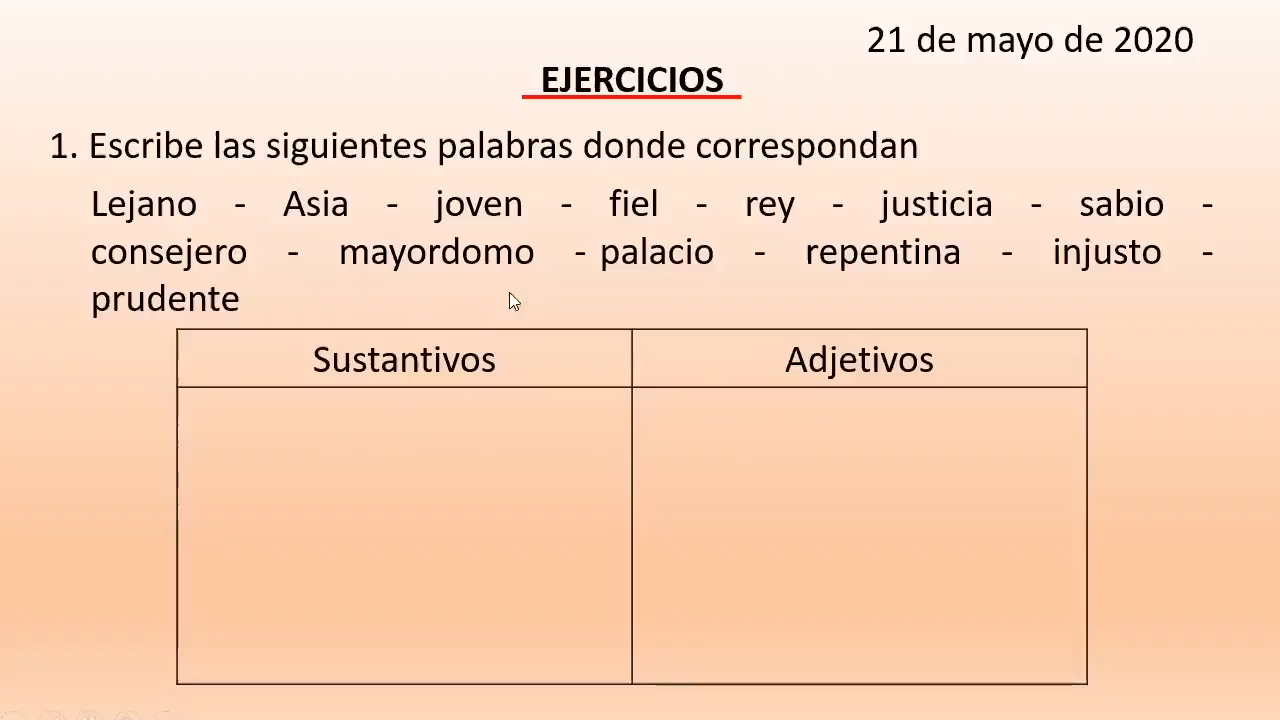 21 de mayo de 2020
EJERCICIOS
1. Escribe las siguientes palabras donde correspondan
Lejano - Asia - joven - fiel - rey - justicia - sabio -
consejero - mayordomo - palacio - repentina - injusto -
prudente
Sustantivos
Adjetivos